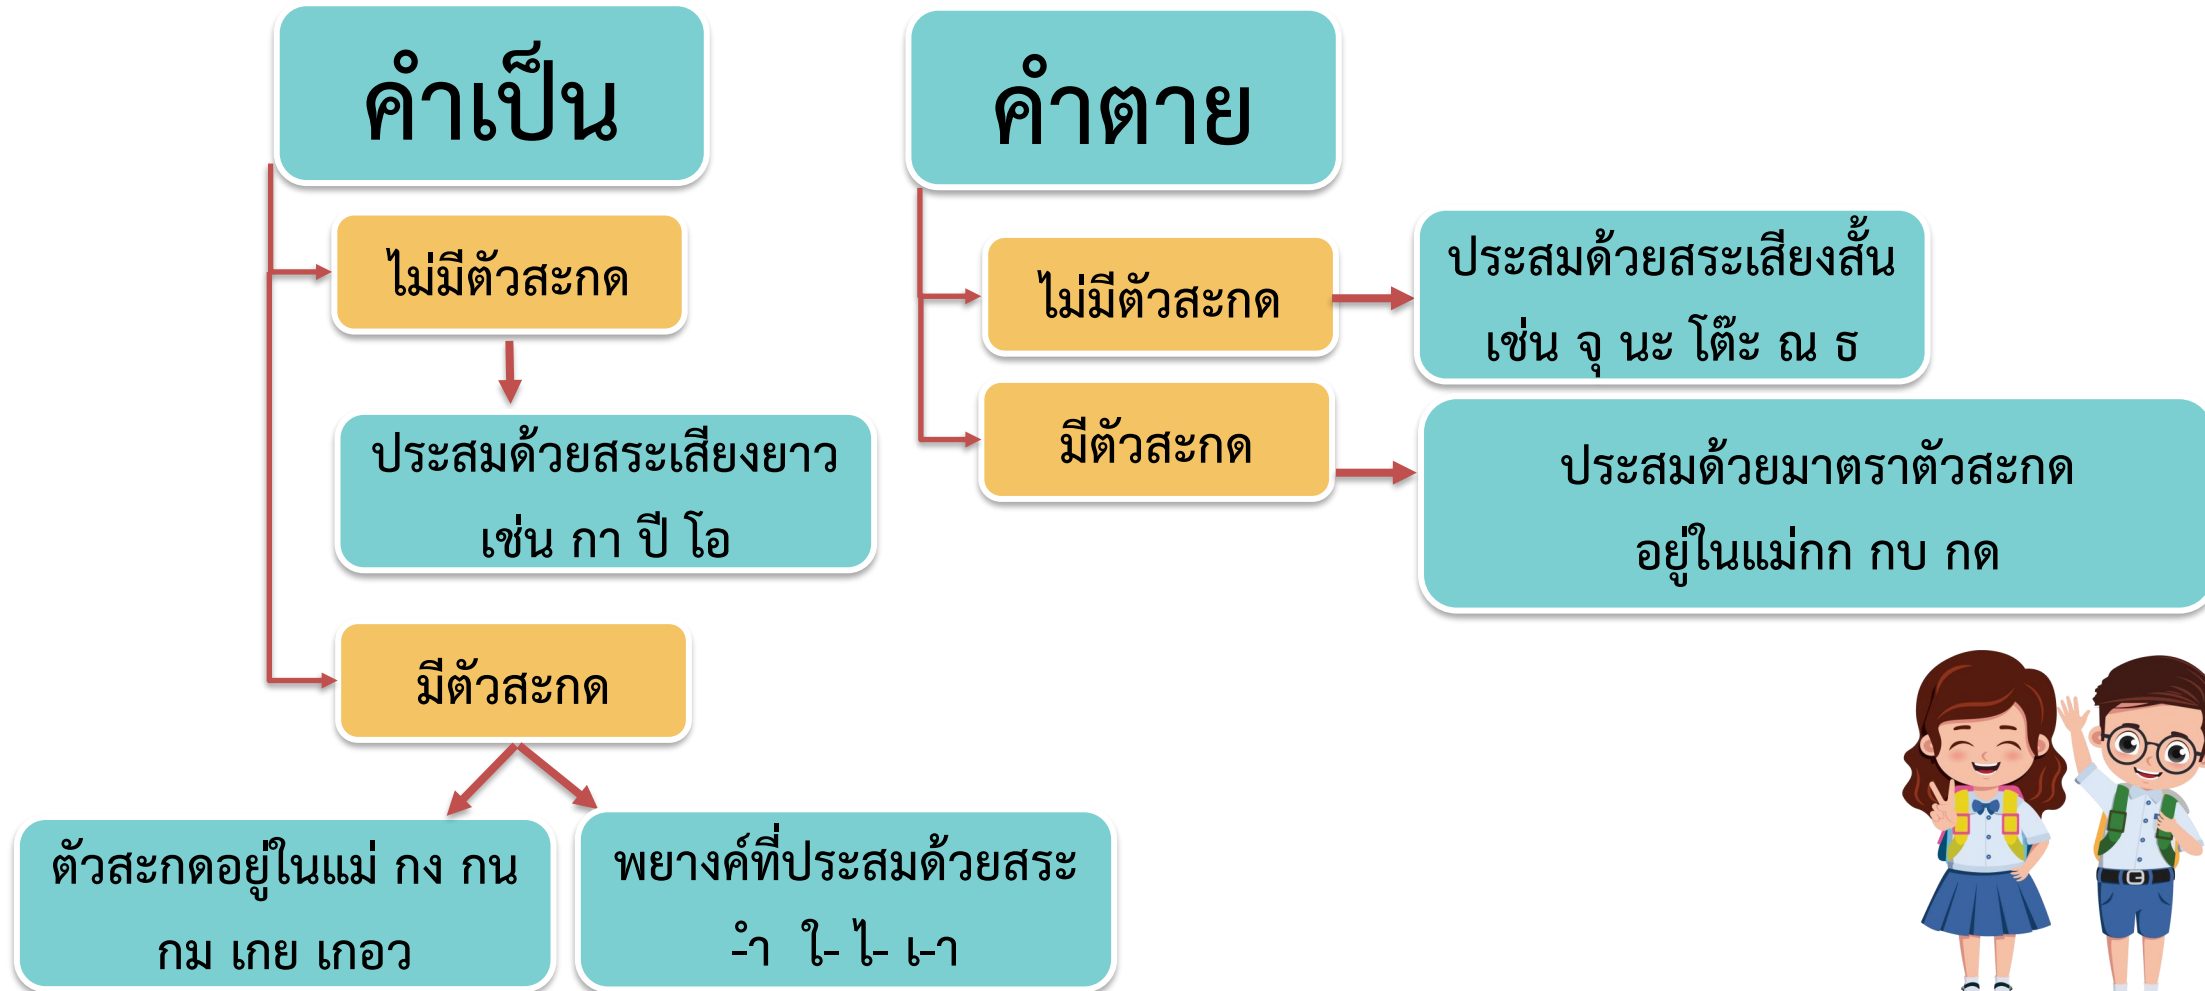 คำเป็น
ไม่มีตัวสะกด
ประสมด้วยสระเสียงยาว
เช่น กา ปี โอ
มีตัวสะกด
ตัวสะกดอยู่ในแม่ กง กน
กม เกย เกอว
พยางค์ที่ประสมด้วยสระ
-ำ ใ- ไ- เ-า
คำตาย
ไม่มีตัวสะกด
ประสมด้วยสระเสียงสั้น
เช่น จุ นะ โต๊ะ ณ ธ
มีตัวสะกด
ประสมด้วยมาตราตัวสะกด
อยู่ในแม่กก กบ กด